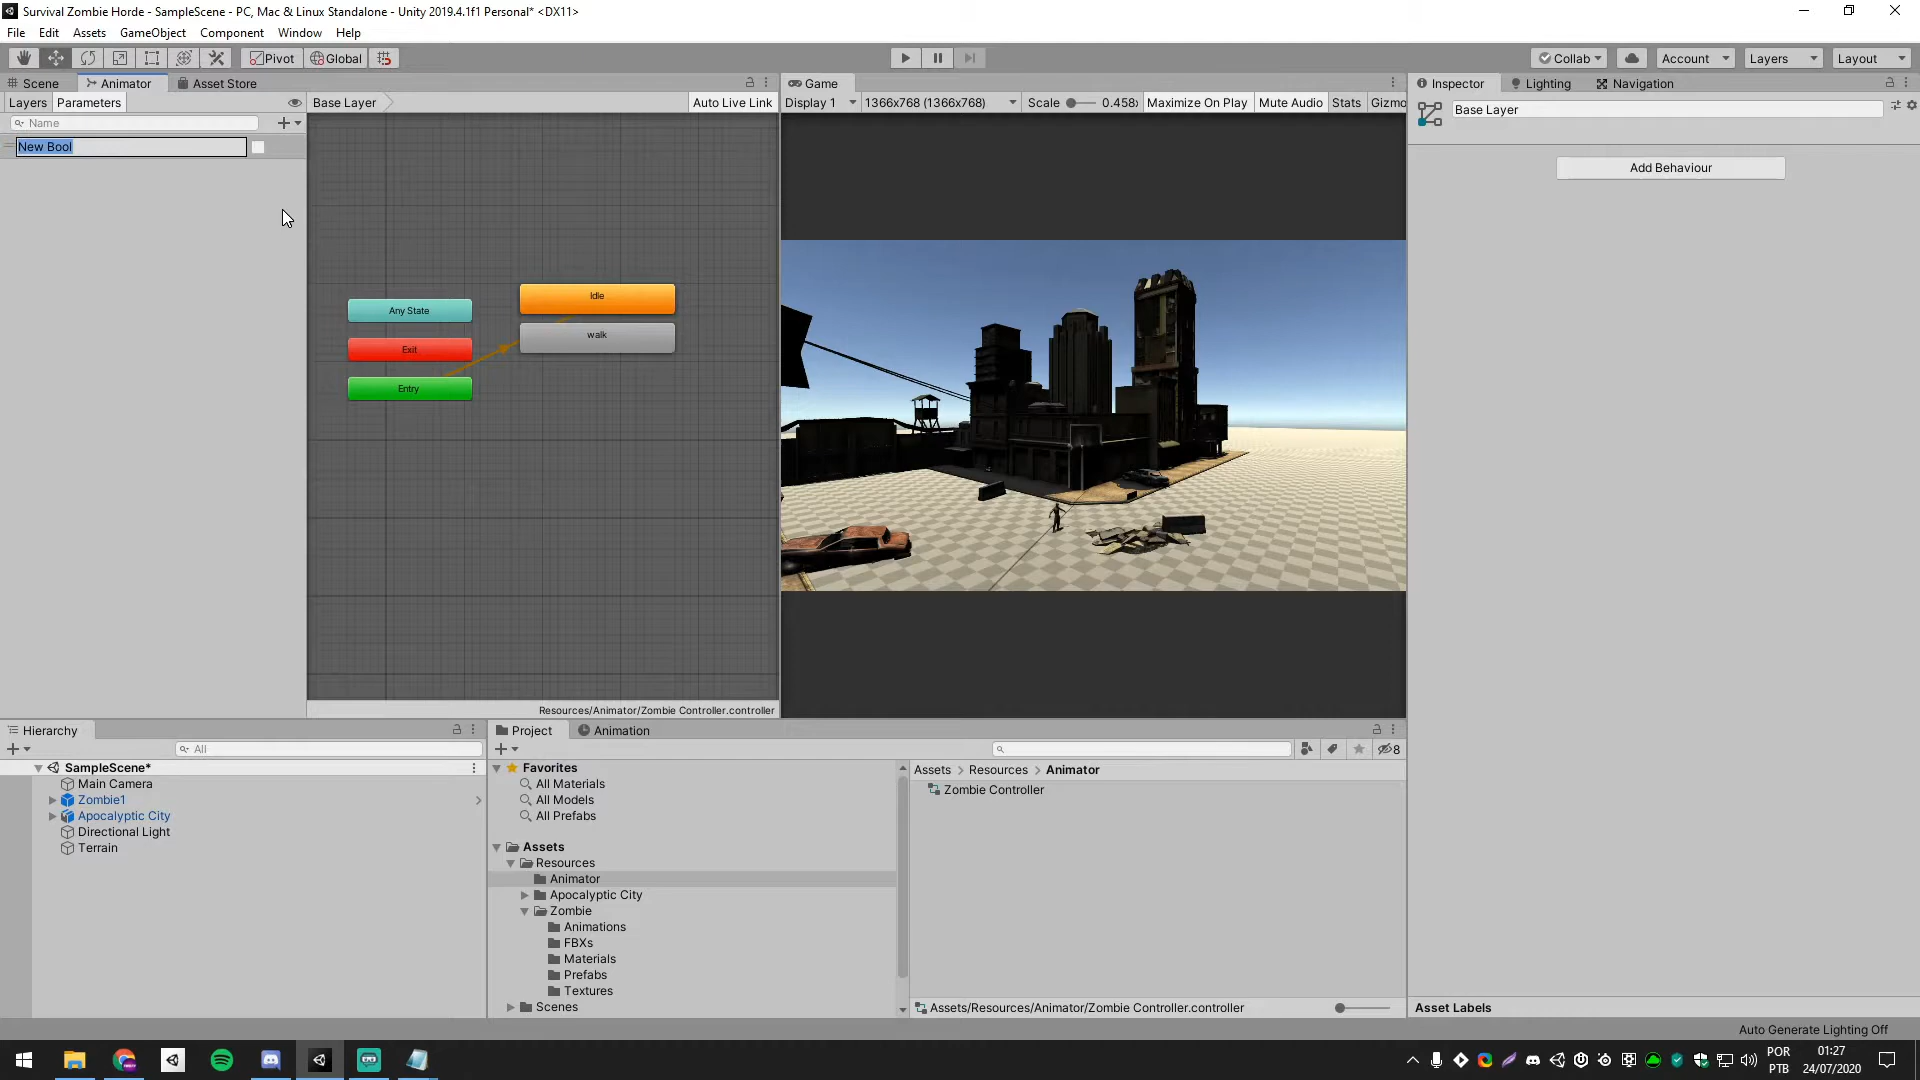 Survival Zombie Horde - SampleScene - PC, Mac & Linux Standalone - Unity 2019.4.1f1 Personal* <DX11>
File Edit Assets GameObject Component Window Help
Pivot Global Collab Account Layers Layout
Scene Animator Asset Store Game Inspector Lighting Navigation
Layers Parameters Base Layer Auto Live Link Display 1 1366x768 (1366x768) Scale 0.458x Maximize On Play Mute Audio Stats Gizmo
Base Layer
Name
New Bool
Add Behaviour
Idle
Any State
walk
Exit
Entry
Resources/Animator/Zombie Controller.controller
Hierarchy Project Animation
All
8
SampleScene*
Main Camera
Zombie1
Apocalyptic City
Directional Light
Terrain
Favorites
All Materials
All Models
All Prefabs
Assets
Resources
Animator
Apocalyptic City
Zombie
Animations
FBXs
Materials
Prefabs
Textures
Scenes
Assets > Resources > Animator
Zombie Controller
Assets/Resources/Animator/Zombie Controller.controller
Asset Labels
Auto Generate Lighting Off
POR
PTB
01:27
24/07/2020